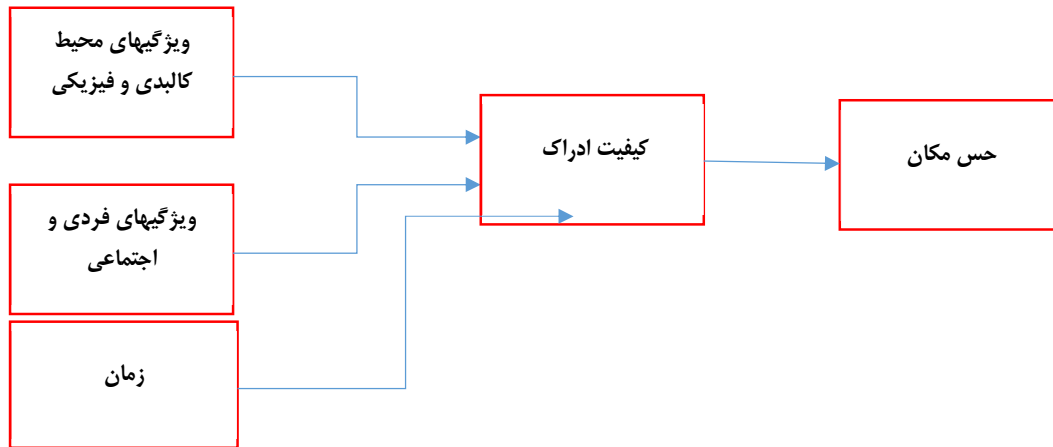 ویژگیهای محیط
کالبدی و فیزیکی
ویژگیهای فردی و
اجتماعی
زمان
کیفیت ادراک
حس مکان